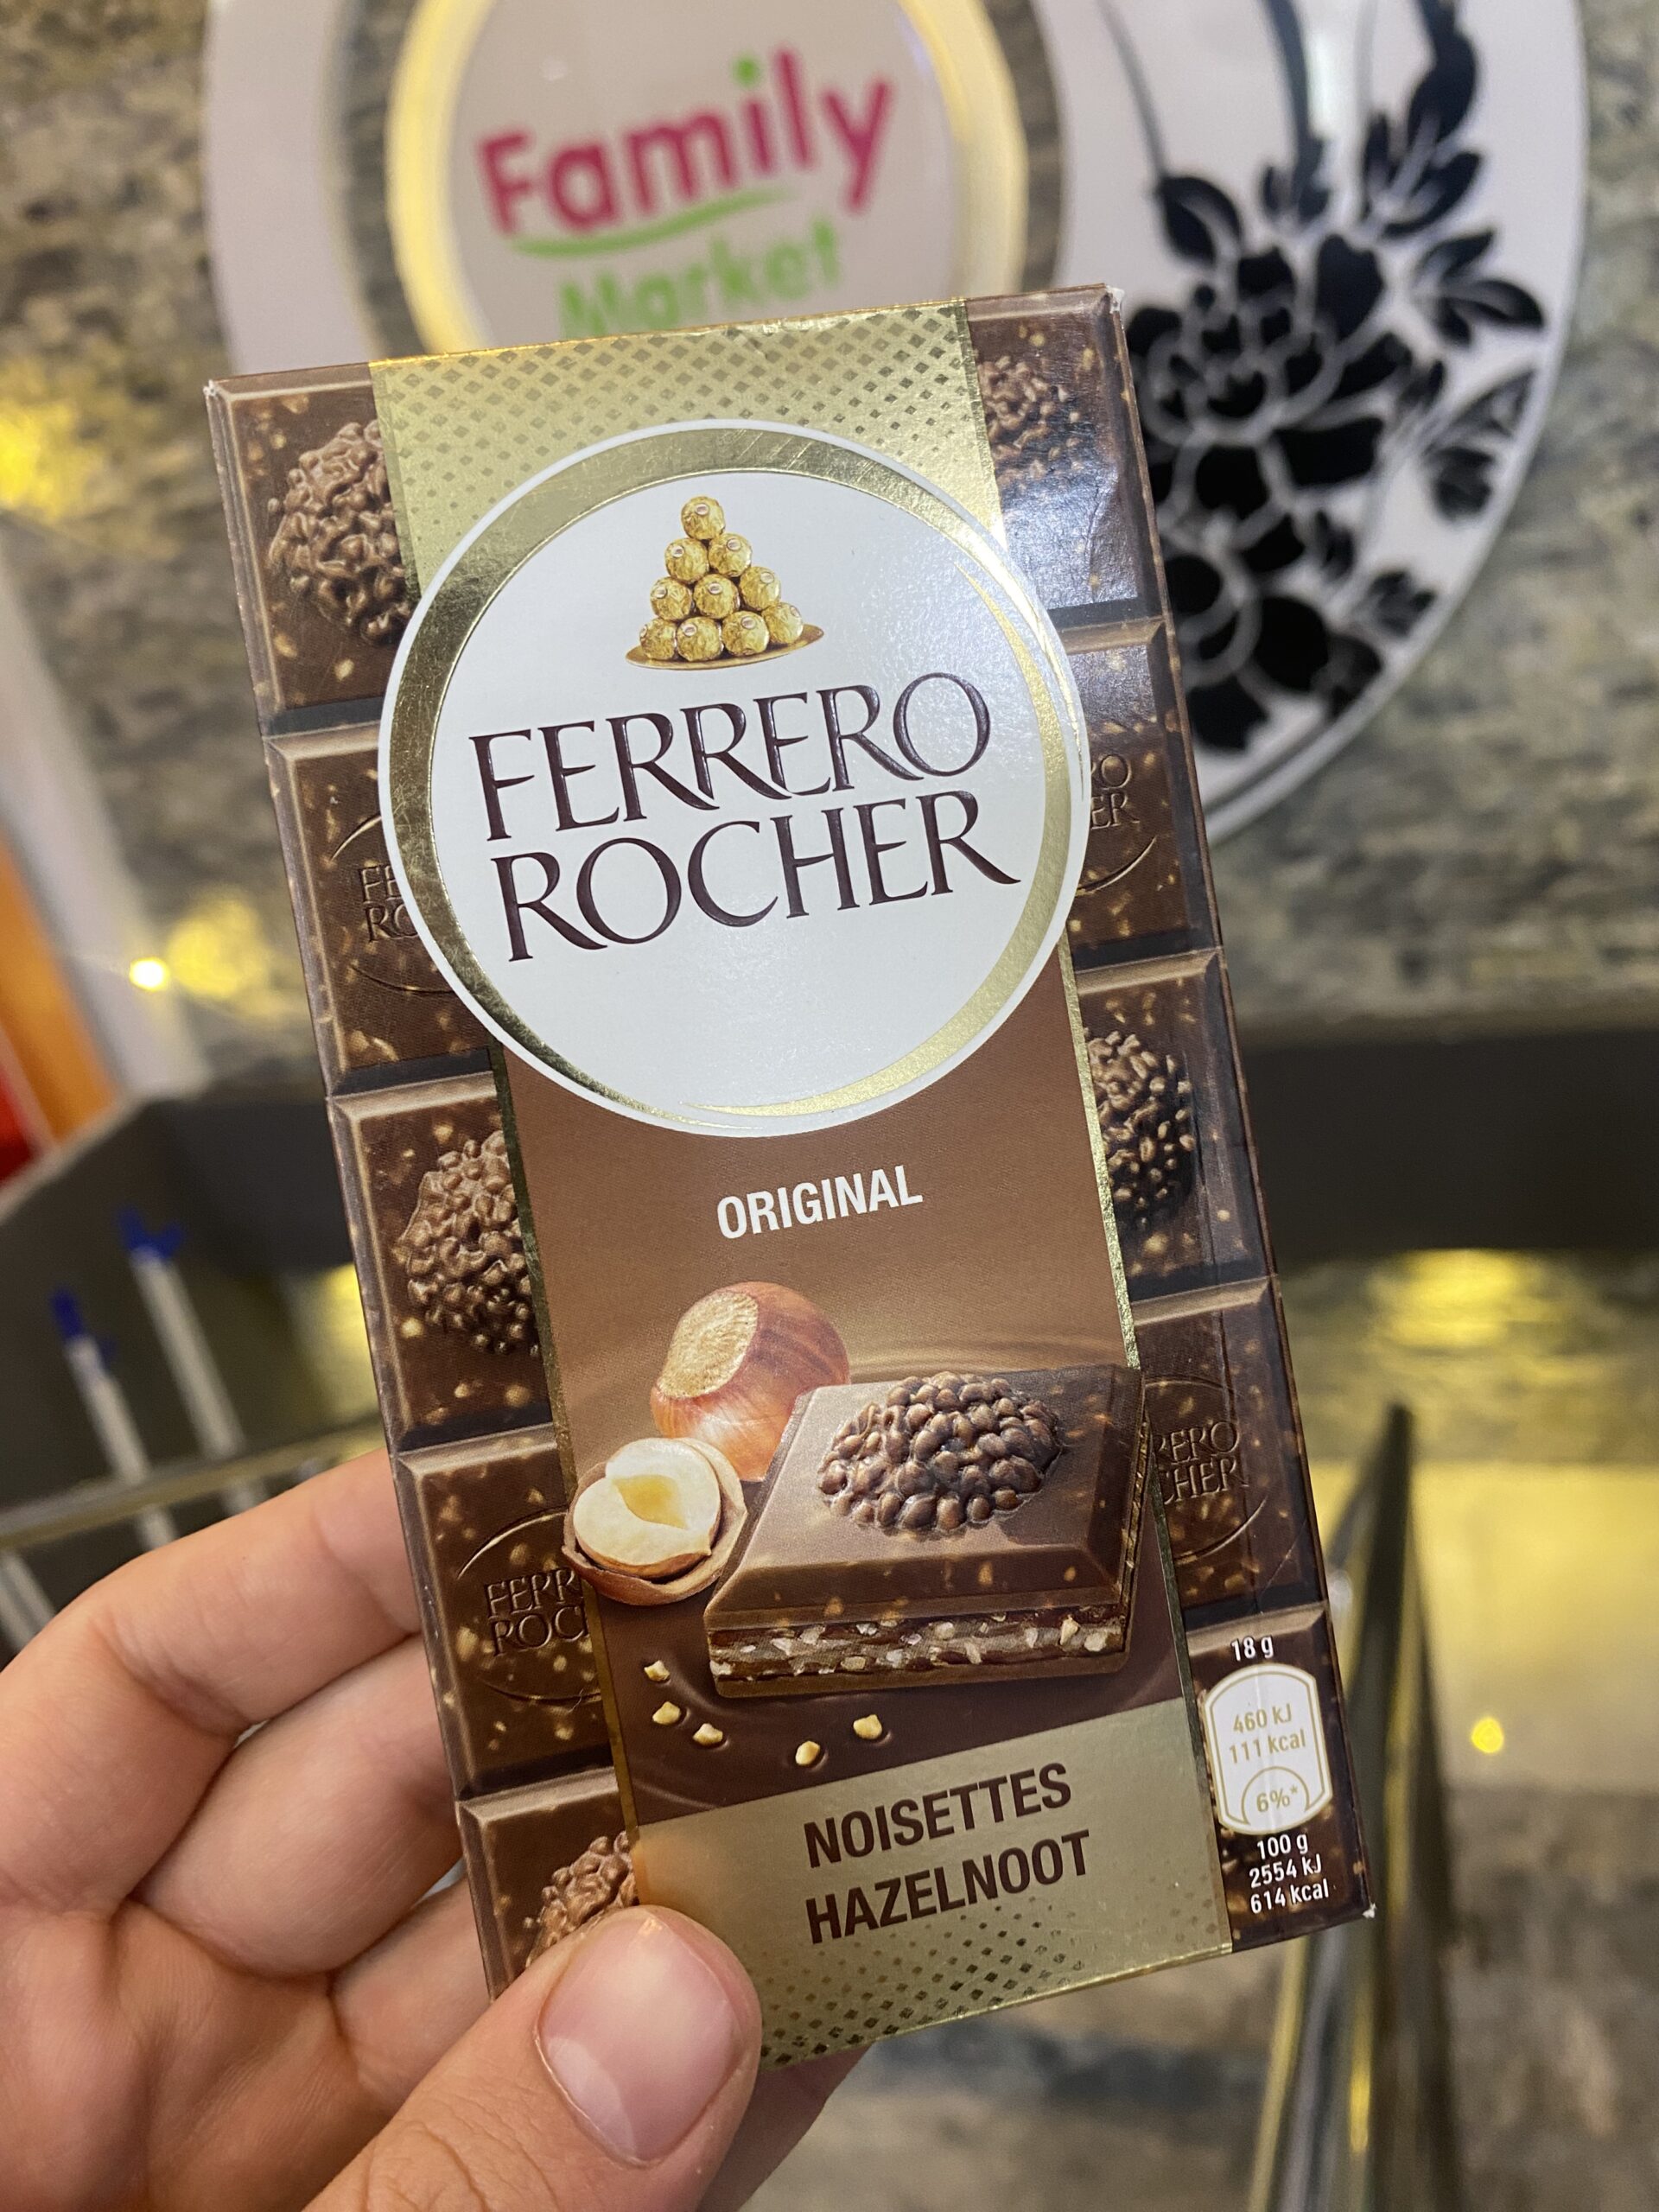 Family
Market
FERRERO
ROCHER
ORIGINAL
NOISETTES
HAZELNOOT
18 g
460 kJ
111 kcal
6%*
100 g
2554 kJ
614 kcal